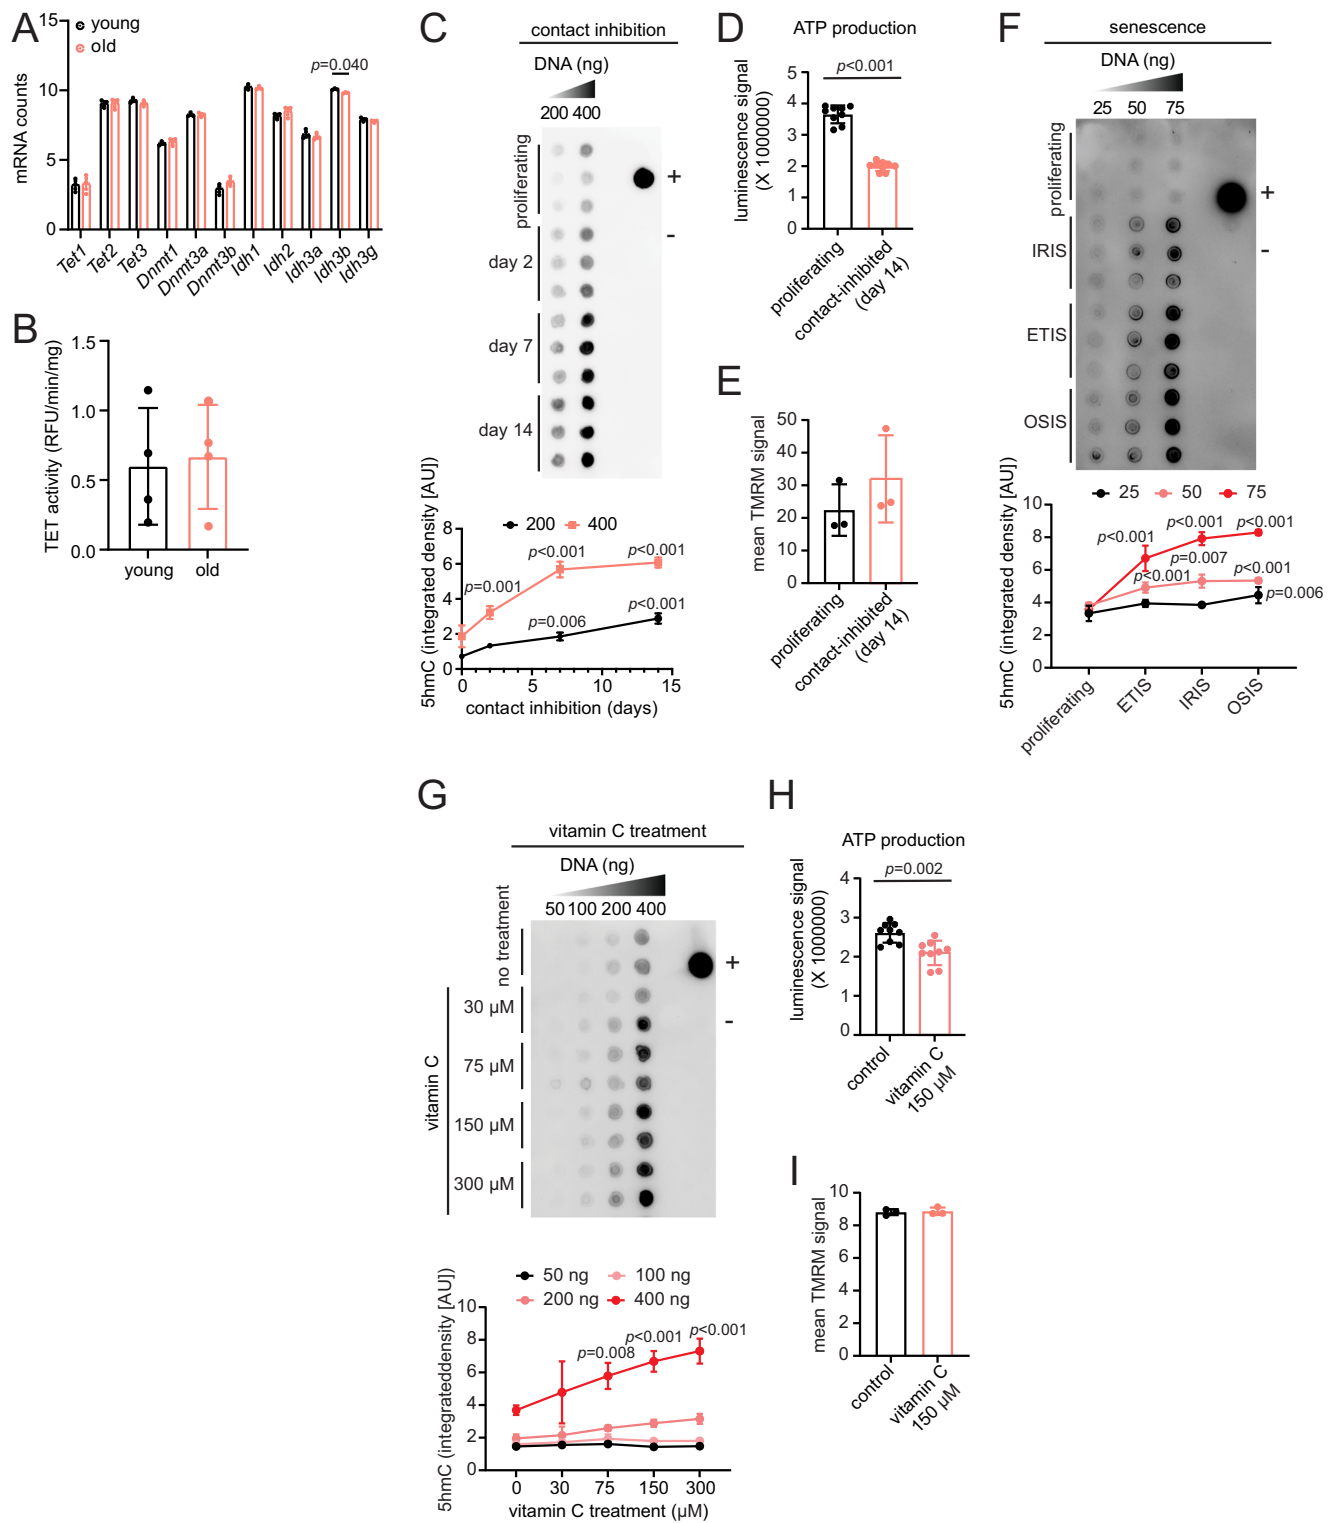 A
15
10
5
0
mRNA counts
young
old
p=0.040
Tet1
Tet2
Tet3
Dnmt1
Dnmt3a
Dnmt3b
Idh1
Idh2
Idh3a
Idh3b
Idh3g
B
1.5
1.0
0.5
0.0
TET activity (RFU/min/mg)
young
old
C
contact inhibition
DNA (ng)
200 400
proliferating
day 2
day 7
day 14
+
-
200
400
8
6
4
2
0
5hmC (integrated density [AU])
p=0.001
p<0.001
p<0.001
p=0.006
p<0.001
0
5
10
15
contact inhibition (days)
D
ATP production
p<0.001
5
4
3
2
1
0
luminescence signal
(X 1000000)
proliferating
contact-inhibited
(day 14)
E
50
40
30
20
10
0
mean TMRM signal
proliferating
contact-inhibited
(day 14)
F
senescence
DNA (ng)
25 50 75
proliferating
IRIS
ETIS
OSIS
+
-
25
50
75
10
8
6
4
2
0
5hmC (integrated density [AU]
p<0.001
p<0.001
p<0.001
p=0.007
p<0.001
p<0.001
p=0.006
proliferating
ETIS
IRIS
OSIS
G
vitamin C treatment
DNA (ng)
50 100 200 400
no treatment
vitamin C
30 µM
75 µM
150 µM
300 µM
+
-
50 ng
100 ng
200 ng
400 ng
10
8
6
4
2
0
5hmC (integrateddensity [AU])
p=0.008
p<0.001
p<0.001
0
30
75
150
300
vitamin C treatment (µM)
H
ATP production
p=0.002
4
3
2
1
0
luminescence signal
(X 1000000)
control
vitamin C
150 µM
I
10
8
6
4
2
0
mean TMRM signal
control
vitamin C
150 µM